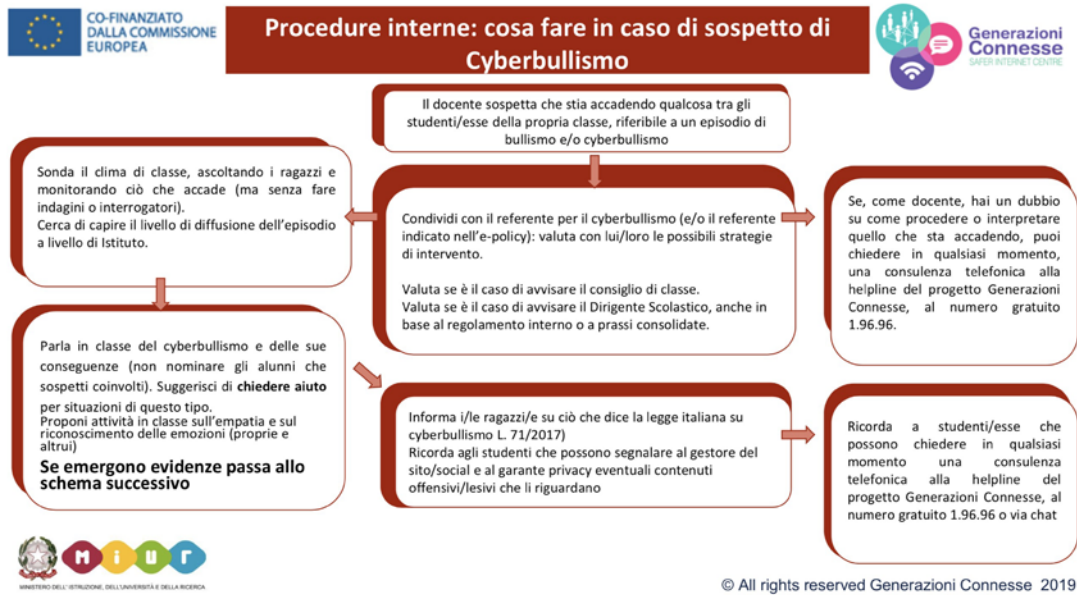 CO-FINANZIATO
DALLA COMMISSIONE
EUROPEA
Procedure interne: cosa fare in caso di sospetto di
Cyberbullismo
Generazioni
Connesse
SAFER INTERNET CENTRE
Il docente sospetta che stia accadendo qualcosa tra gli
studenti/esse della propria classe, riferibile a un episodio di
bullismo e/o cyberbullismo
Sonda il clima di classe, ascoltando i ragazzi e
monitorando ciò che accade (ma senza fare
indagini o interrogatori).
Cerca di capire il livello di diffusione dell'episodio
a livello di Istituto.
Condividi con il referente per il cyberbullismo (e/o il referente
indicato nell'e-policy): valuta con lui/loro le possibili strategie
di intervento.
Valuta se è il caso di avvisare il consiglio di classe.
Valuta se è il caso di avvisare il Dirigente Scolastico, anche in
base al regolamento interno o a prassi consolidate.
Se, come docente, hai un dubbio
su come procedere o interpretare
quello che sta accadendo, puoi
chiedere in qualsiasi momento,
una consulenza telefonica alla
helpline del progetto Generazioni
Connesse, al numero gratuito
1.96.96.
Parla in classe del cyberbullismo e delle sue
conseguenze (non nominare gli alunni che
sospetti coinvolti). Suggerisci di chiedere aiuto
per situazioni di questo tipo.
Proponi attività in classe sull'empatia e sul
riconoscimento delle emozioni (proprie e
altrui)
Se emergono evidenze passa allo
schema successivo
Informa i/le ragazzi/e su ciò che dice la legge italiana su
cyberbullismo L. 71/2017)
Ricorda agli studenti che possono segnalare al gestore del
sito/social e al garante privacy eventuali contenuti
offensivi/lesivi che li riguardano
Ricorda a studenti/esse che
possono chiedere in qualsiasi
momento una consulenza
telefonica alla helpline del
progetto Generazioni Connesse, al
numero gratuito 1.96.96 o via chat
m i u r
MINISTERO DELL' ISTRUZIONE, DELL'UNIVERSITÀ E DELLA RICERCA
© All rights reserved Generazioni Connesse 2019